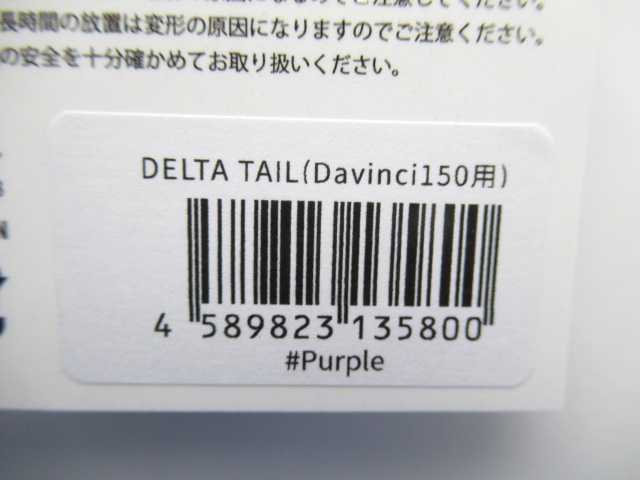 長時間の放置は変形の原因になりますのでご注意ください。
の安全を十分確かめてお取り扱いください。
DELTA TAIL(Davinci150用)
4 589823 135800
#Purple